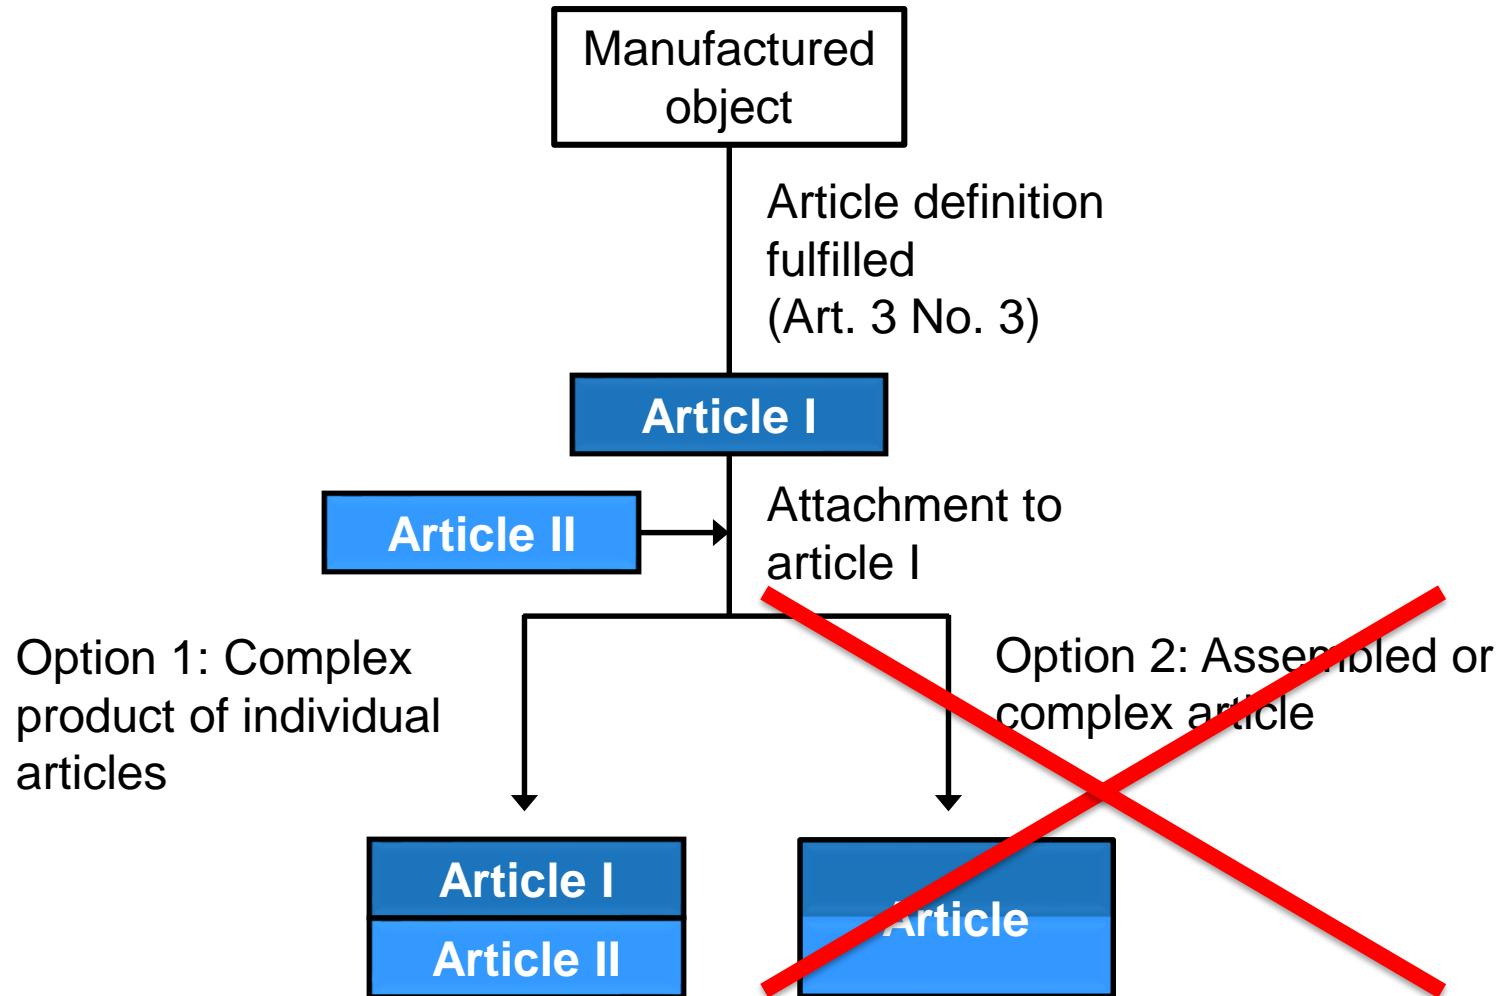 Manufactured
object
Article definition
fulfilled
(Art. 3 No. 3)
Article I
Article II
Attachment to
article I
Option 1: Complex
product of individual
articles
Option 2: Assembled or
complex article
Article I
Article II
Article